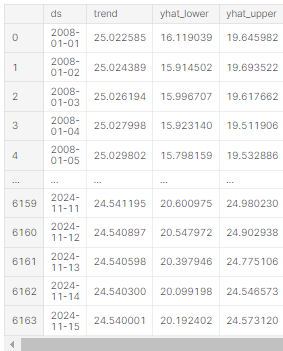 ds trend yhat_lower yhat_upper
0 2008-01-01 25.022585 16.119039 19.645982
1 2008-01-02 25.024389 15.914502 19.693522
2 2008-01-03 25.026194 15.996707 19.617662
3 2008-01-04 25.027998 15.923140 19.511906
4 2008-01-05 25.029802 15.798159 19.532886
... ... ... ... ...
6159 2024-11-11 24.541195 20.600975 24.980230
6160 2024-11-12 24.540897 20.547972 24.902938
6161 2024-11-13 24.540598 20.397946 24.775106
6162 2024-11-14 24.540300 20.099198 24.546573
6163 2024-11-15 24.540001 20.192402 24.573120